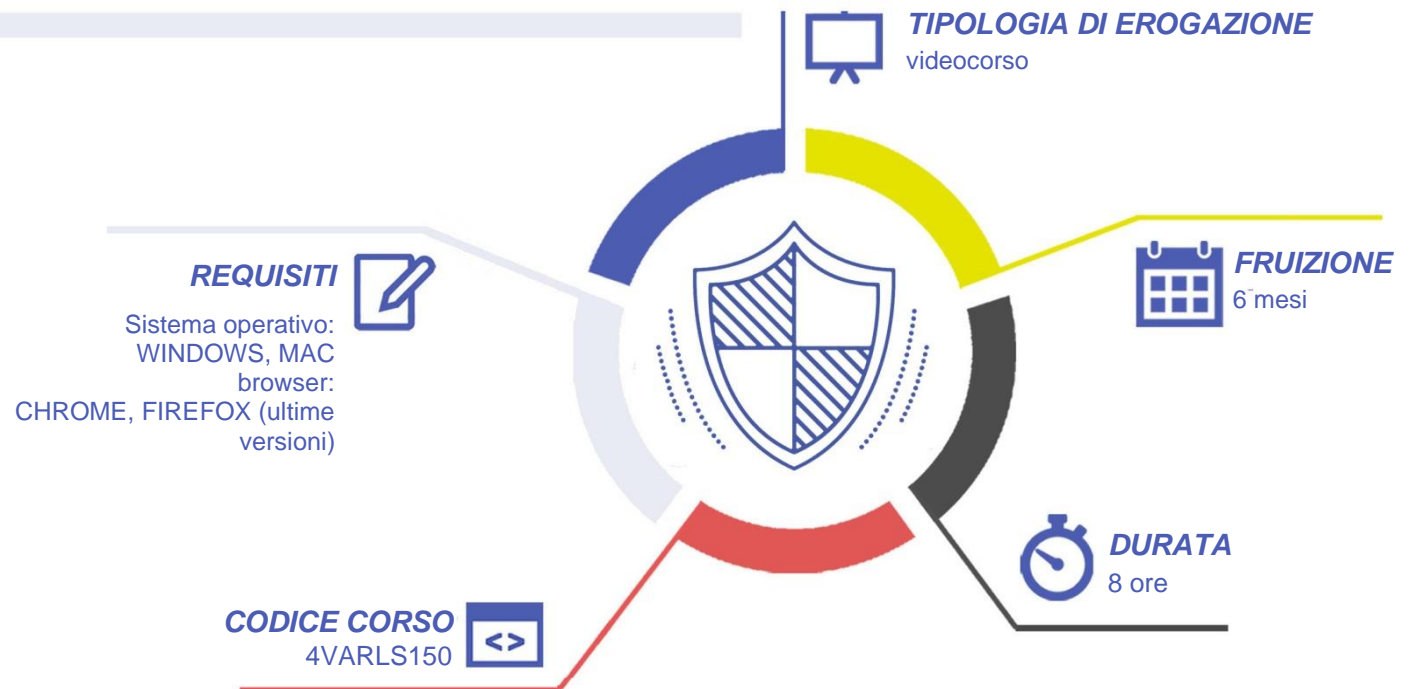 TIPOLOGIA DI EROGAZIONE
videocorso
REQUISITI
Sistema operativo:
WINDOWS, MAC
browser:
CHROME, FIREFOX (ultime
versioni)
FRUIZIONE
6 mesi
DURATA
8 ore
CODICE CORSO
4VARLS150